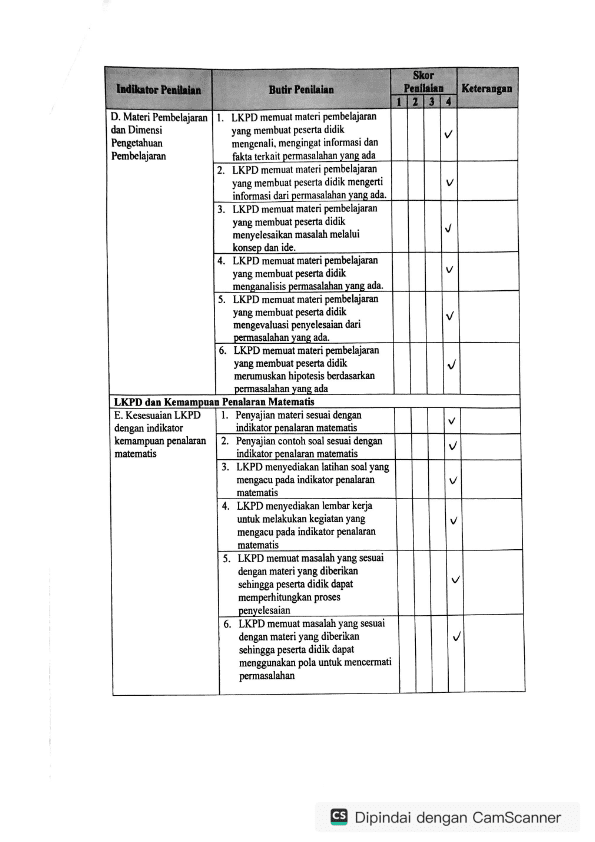 Indikator Penilaian
Butir Penilaian
Skor
Penilaian
Keterangan
1 2 3 4
D. Materi Pembelajaran
dan Dimensi
Pengetahuan
Pembelajaran
1. LKPD memuat materi pembelajaran
yang membuat peserta didik
mengenali, mengingat informasi dan
fakta terkait permasalahan yang ada
✓
2. LKPD memuat materi pembelajaran
yang membuat peserta didik mengerti
informasi dari permasalahan yang ada.
✓
3. LKPD memuat materi pembelajaran
yang membuat peserta didik
menyelesaikan masalah melalui
konsep dan ide.
✓
4. LKPD memuat materi pembelajaran
yang membuat peserta didik
menganalisis permasalahan yang ada.
✓
5. LKPD memuat materi pembelajaran
yang membuat peserta didik
mengevaluasi penyelesaian dari
permasalahan yang ada.
✓
6. LKPD memuat materi pembelajaran
yang membuat peserta didik
merumuskan hipotesis berdasarkan
permasalahan yang ada
✓
LKPD dan Kemampuan Penalaran Matematis
E. Kesesuaian LKPD
dengan indikator
kemampuan penalaran
matematis
1. Penyajian materi sesuai dengan
indikator penalaran matematis
✓
2. Penyajian contoh soal sesuai dengan
indikator penalaran matematis
✓
3. LKPD menyediakan latihan soal yang
mengacu pada indikator penalaran
matematis
✓
4. LKPD menyediakan lembar kerja
untuk melakukan kegiatan yang
mengacu pada indikator penalaran
matematis
✓
5. LKPD memuat masalah yang sesuai
dengan materi yang diberikan
sehingga peserta didik dapat
memperhitungkan proses
penyelesaian
✓
6. LKPD memuat masalah yang sesuai
dengan materi yang diberikan
sehingga peserta didik dapat
menggunakan pola untuk mencermati
permasalahan
✓
CS Dipindai dengan CamScanner